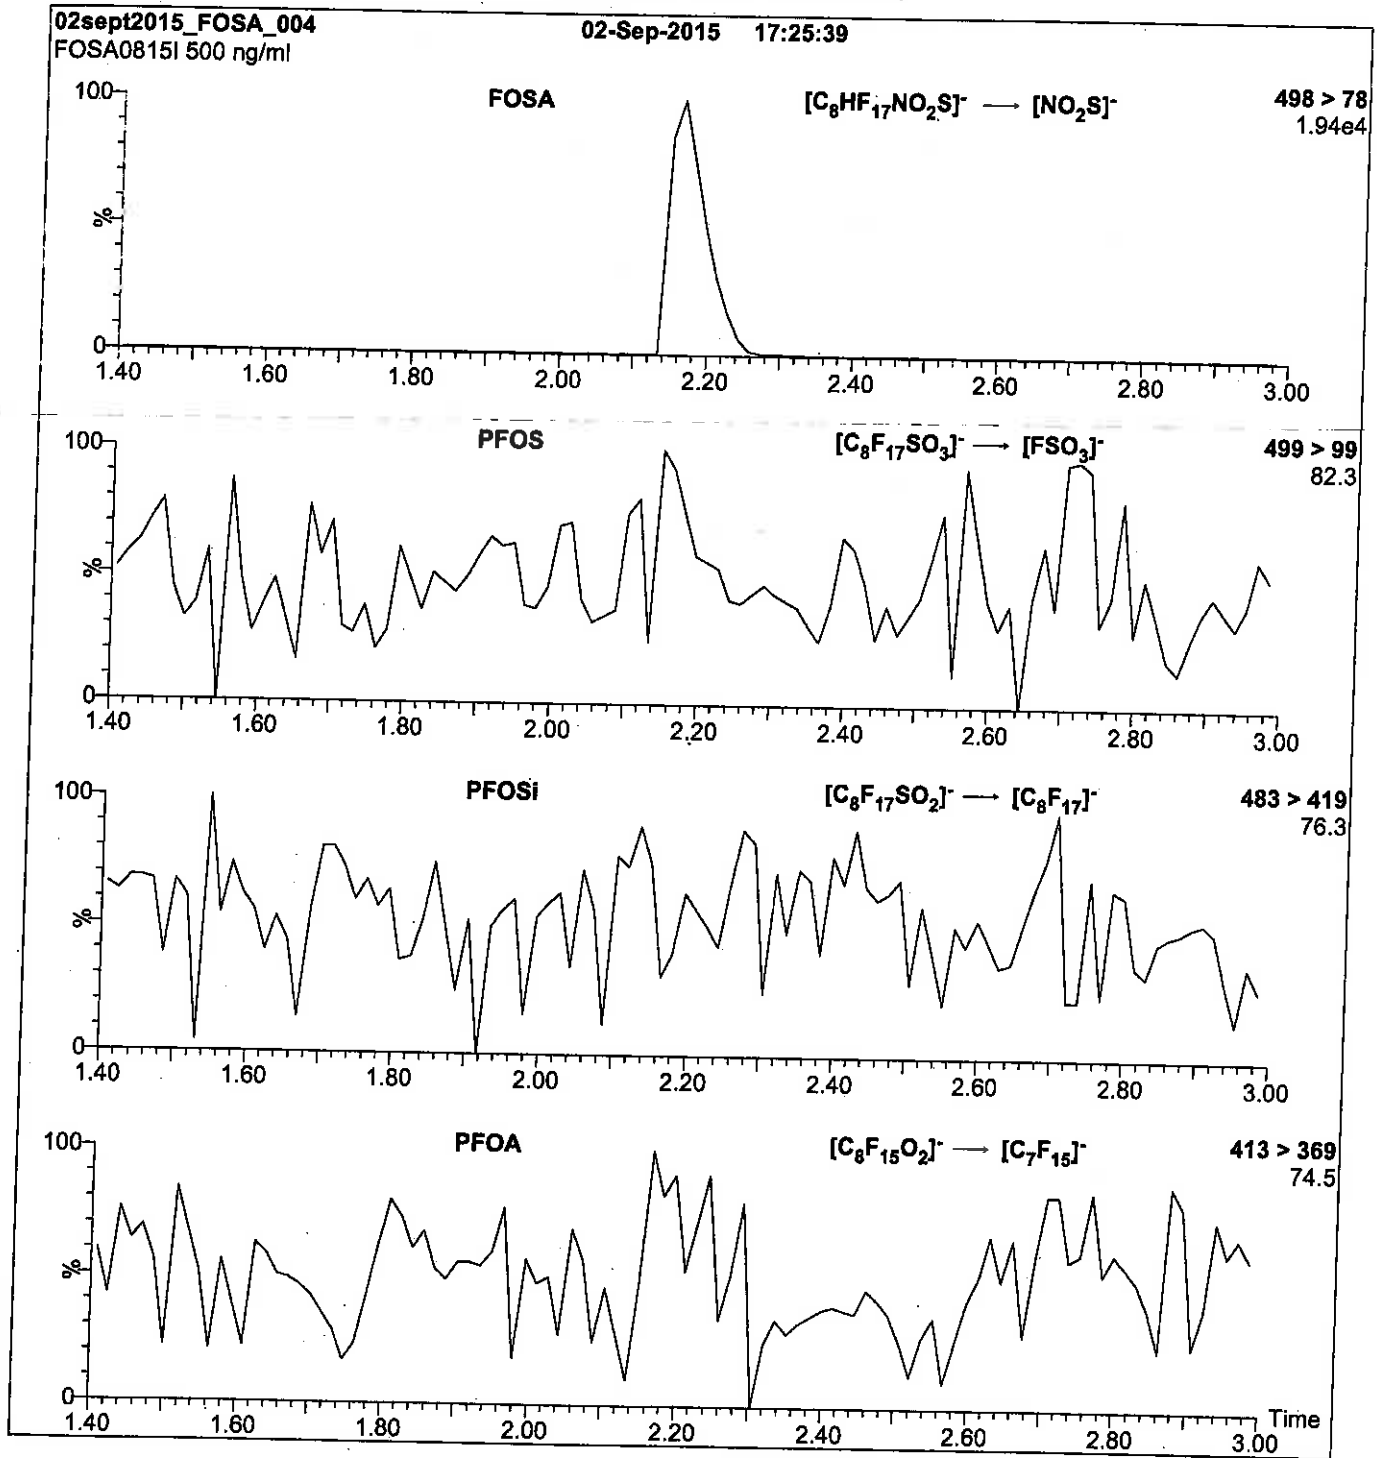 02sept2015_FOSA_004 02-Sep-2015 17:25:39
FOSA0815I 500 ng/ml
FOSA [C₈HF₁₇NO₂S]⁻ → [NO₂S]⁻ 498 > 78
1.94e4
100
%
0
1.40 1.60 1.80 2.00 2.20 2.40 2.60 2.80 3.00
PFOS [C₈F₁₇SO₃]⁻ → [FSO₃]⁻ 499 > 99
82.3
100
%
0
1.40 1.60 1.80 2.00 2.20 2.40 2.60 2.80 3.00
PFOSi [C₈F₁₇SO₂]⁻ → [C₈F₁₇]⁻ 483 > 419
76.3
100
%
0
1.40 1.60 1.80 2.00 2.20 2.40 2.60 2.80 3.00
PFOA [C₈F₁₅O₂]⁻ → [C₇F₁₅]⁻ 413 > 369
74.5
100
%
0
1.40 1.60 1.80 2.00 2.20 2.40 2.60 2.80 3.00 Time